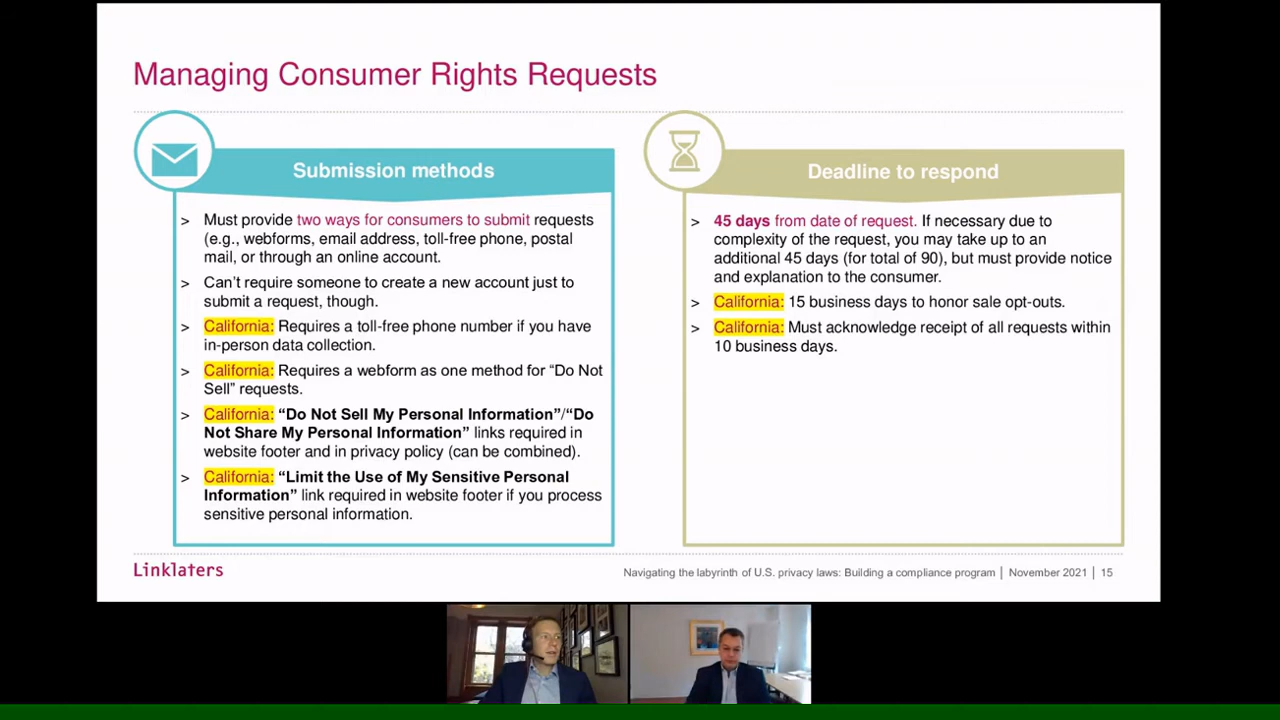 Managing Consumer Rights Requests
Submission methods
> Must provide two ways for consumers to submit requests
(e.g., webforms, email address, toll-free phone, postal
mail, or through an online account.
> Can’t require someone to create a new account just to
submit a request, though.
> California: Requires a toll-free phone number if you have
in-person data collection.
> California: Requires a webform as one method for “Do Not
Sell” requests.
> California: “Do Not Sell My Personal Information”/“Do
Not Share My Personal Information” links required in
website footer and in privacy policy (can be combined).
> California: “Limit the Use of My Sensitive Personal
Information” link required in website footer if you process
sensitive personal information.
Deadline to respond
> 45 days from date of request. If necessary due to
complexity of the request, you may take up to an
additional 45 days (for total of 90), but must provide notice
and explanation to the consumer.
> California: 15 business days to honor sale opt-outs.
> California: Must acknowledge receipt of all requests within
10 business days.
Linklaters
Navigating the labyrinth of U.S. privacy laws: Building a compliance program | November 2021 | 15